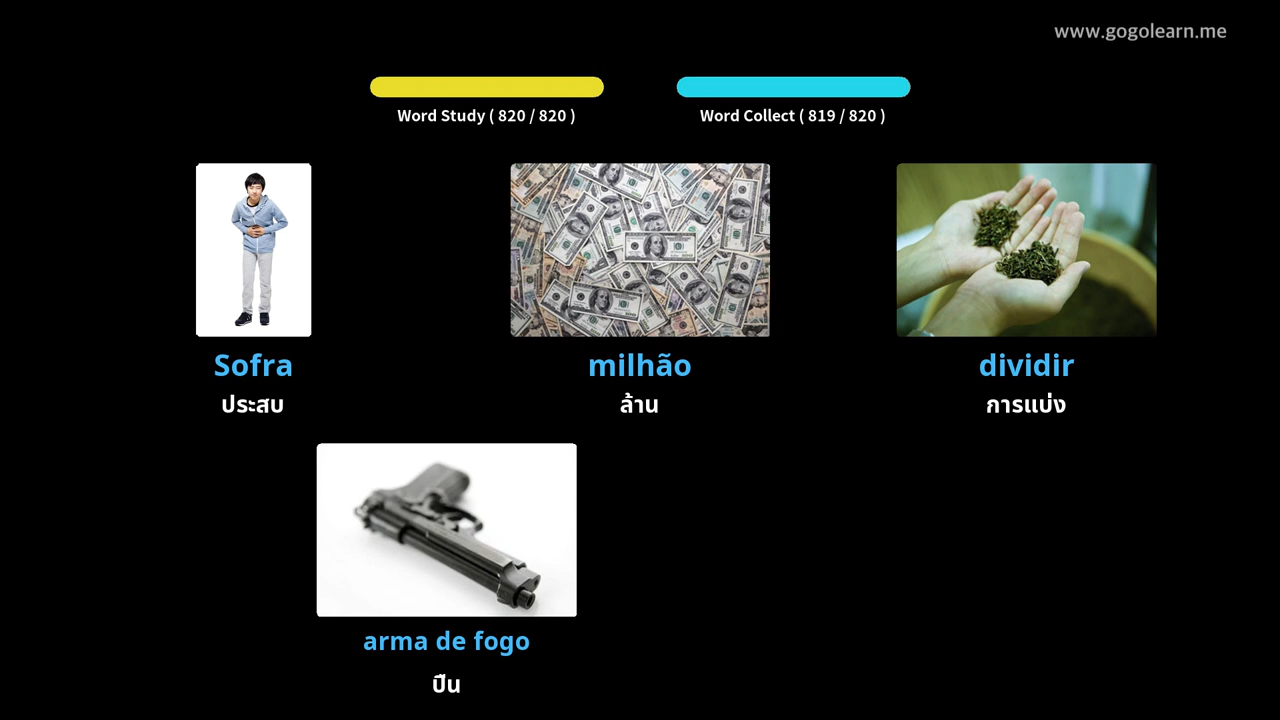 www.gogolearn.me
Word Study ( 820 / 820 )
Word Collect ( 819 / 820 )
Sofra
ประสบ
milhão
ล้าน
dividir
การแบ่ง
arma de fogo
ปืน